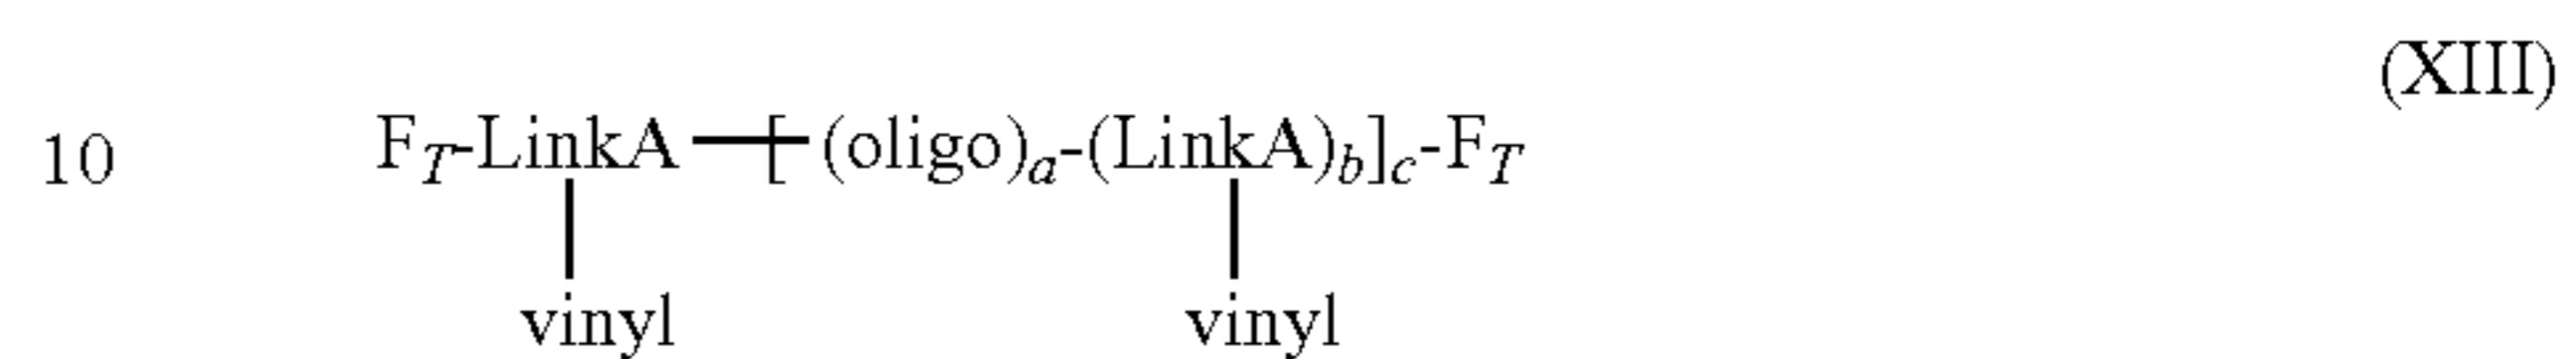 (XIII)
10 F_T-LinkA—[(oligo)_a-(LinkA)_b]_c-F_T
vinyl vinyl